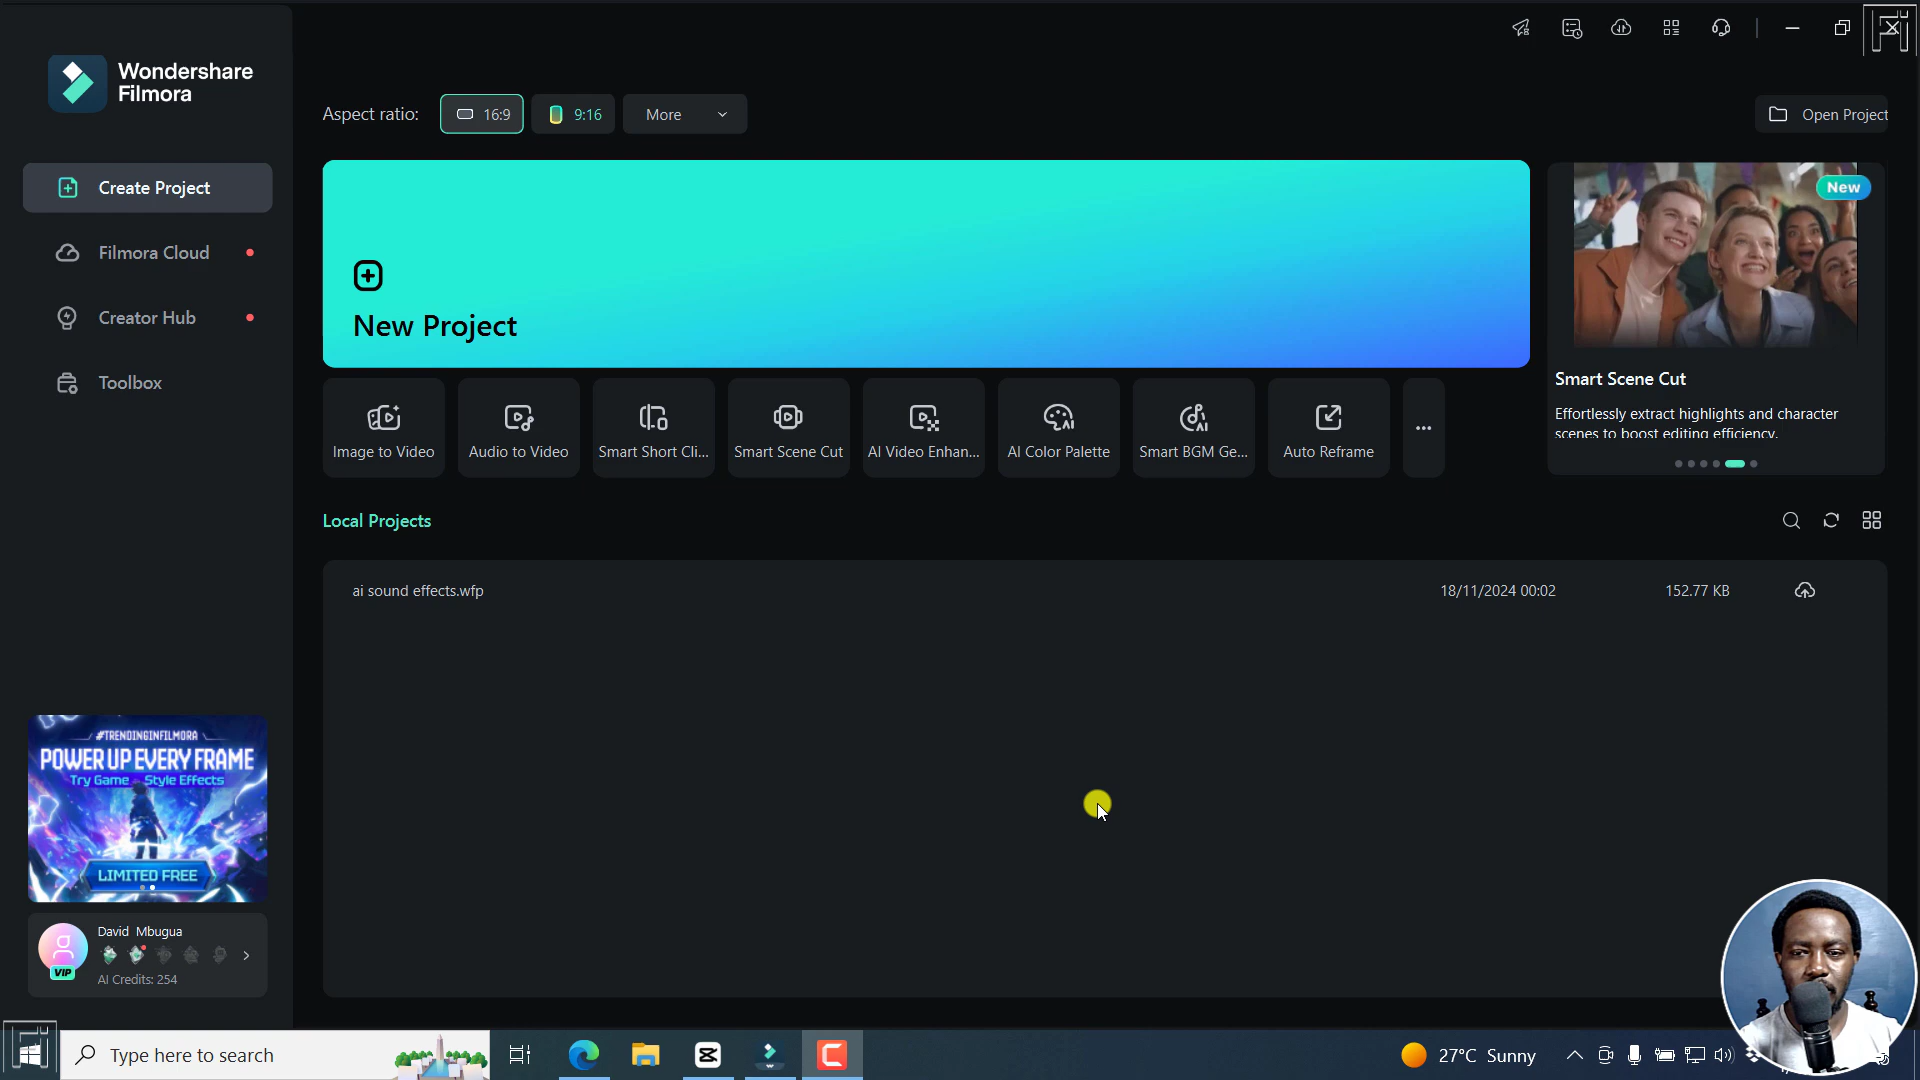 Wondershare
Filmora
Aspect ratio:
16:9
9:16
More
Open Project
Create Project
Filmora Cloud
Creator Hub
Toolbox
New Project
New
Smart Scene Cut
Effortlessly extract highlights and character
scenes to boost editing efficiency.
Image to Video
Audio to Video
Smart Short Cli...
Smart Scene Cut
AI Video Enhan...
AI Color Palette
Smart BGM Ge...
Auto Reframe
...
Local Projects
ai sound effects.wfp
18/11/2024 00:02
152.77 KB
#TRENDINGINFILMORA
POWER UP EVERY FRAME
Try Game Style Effects
LIMITED FREE
David Mbugua
VIP
AI Credits: 254
Type here to search
27°C Sunny